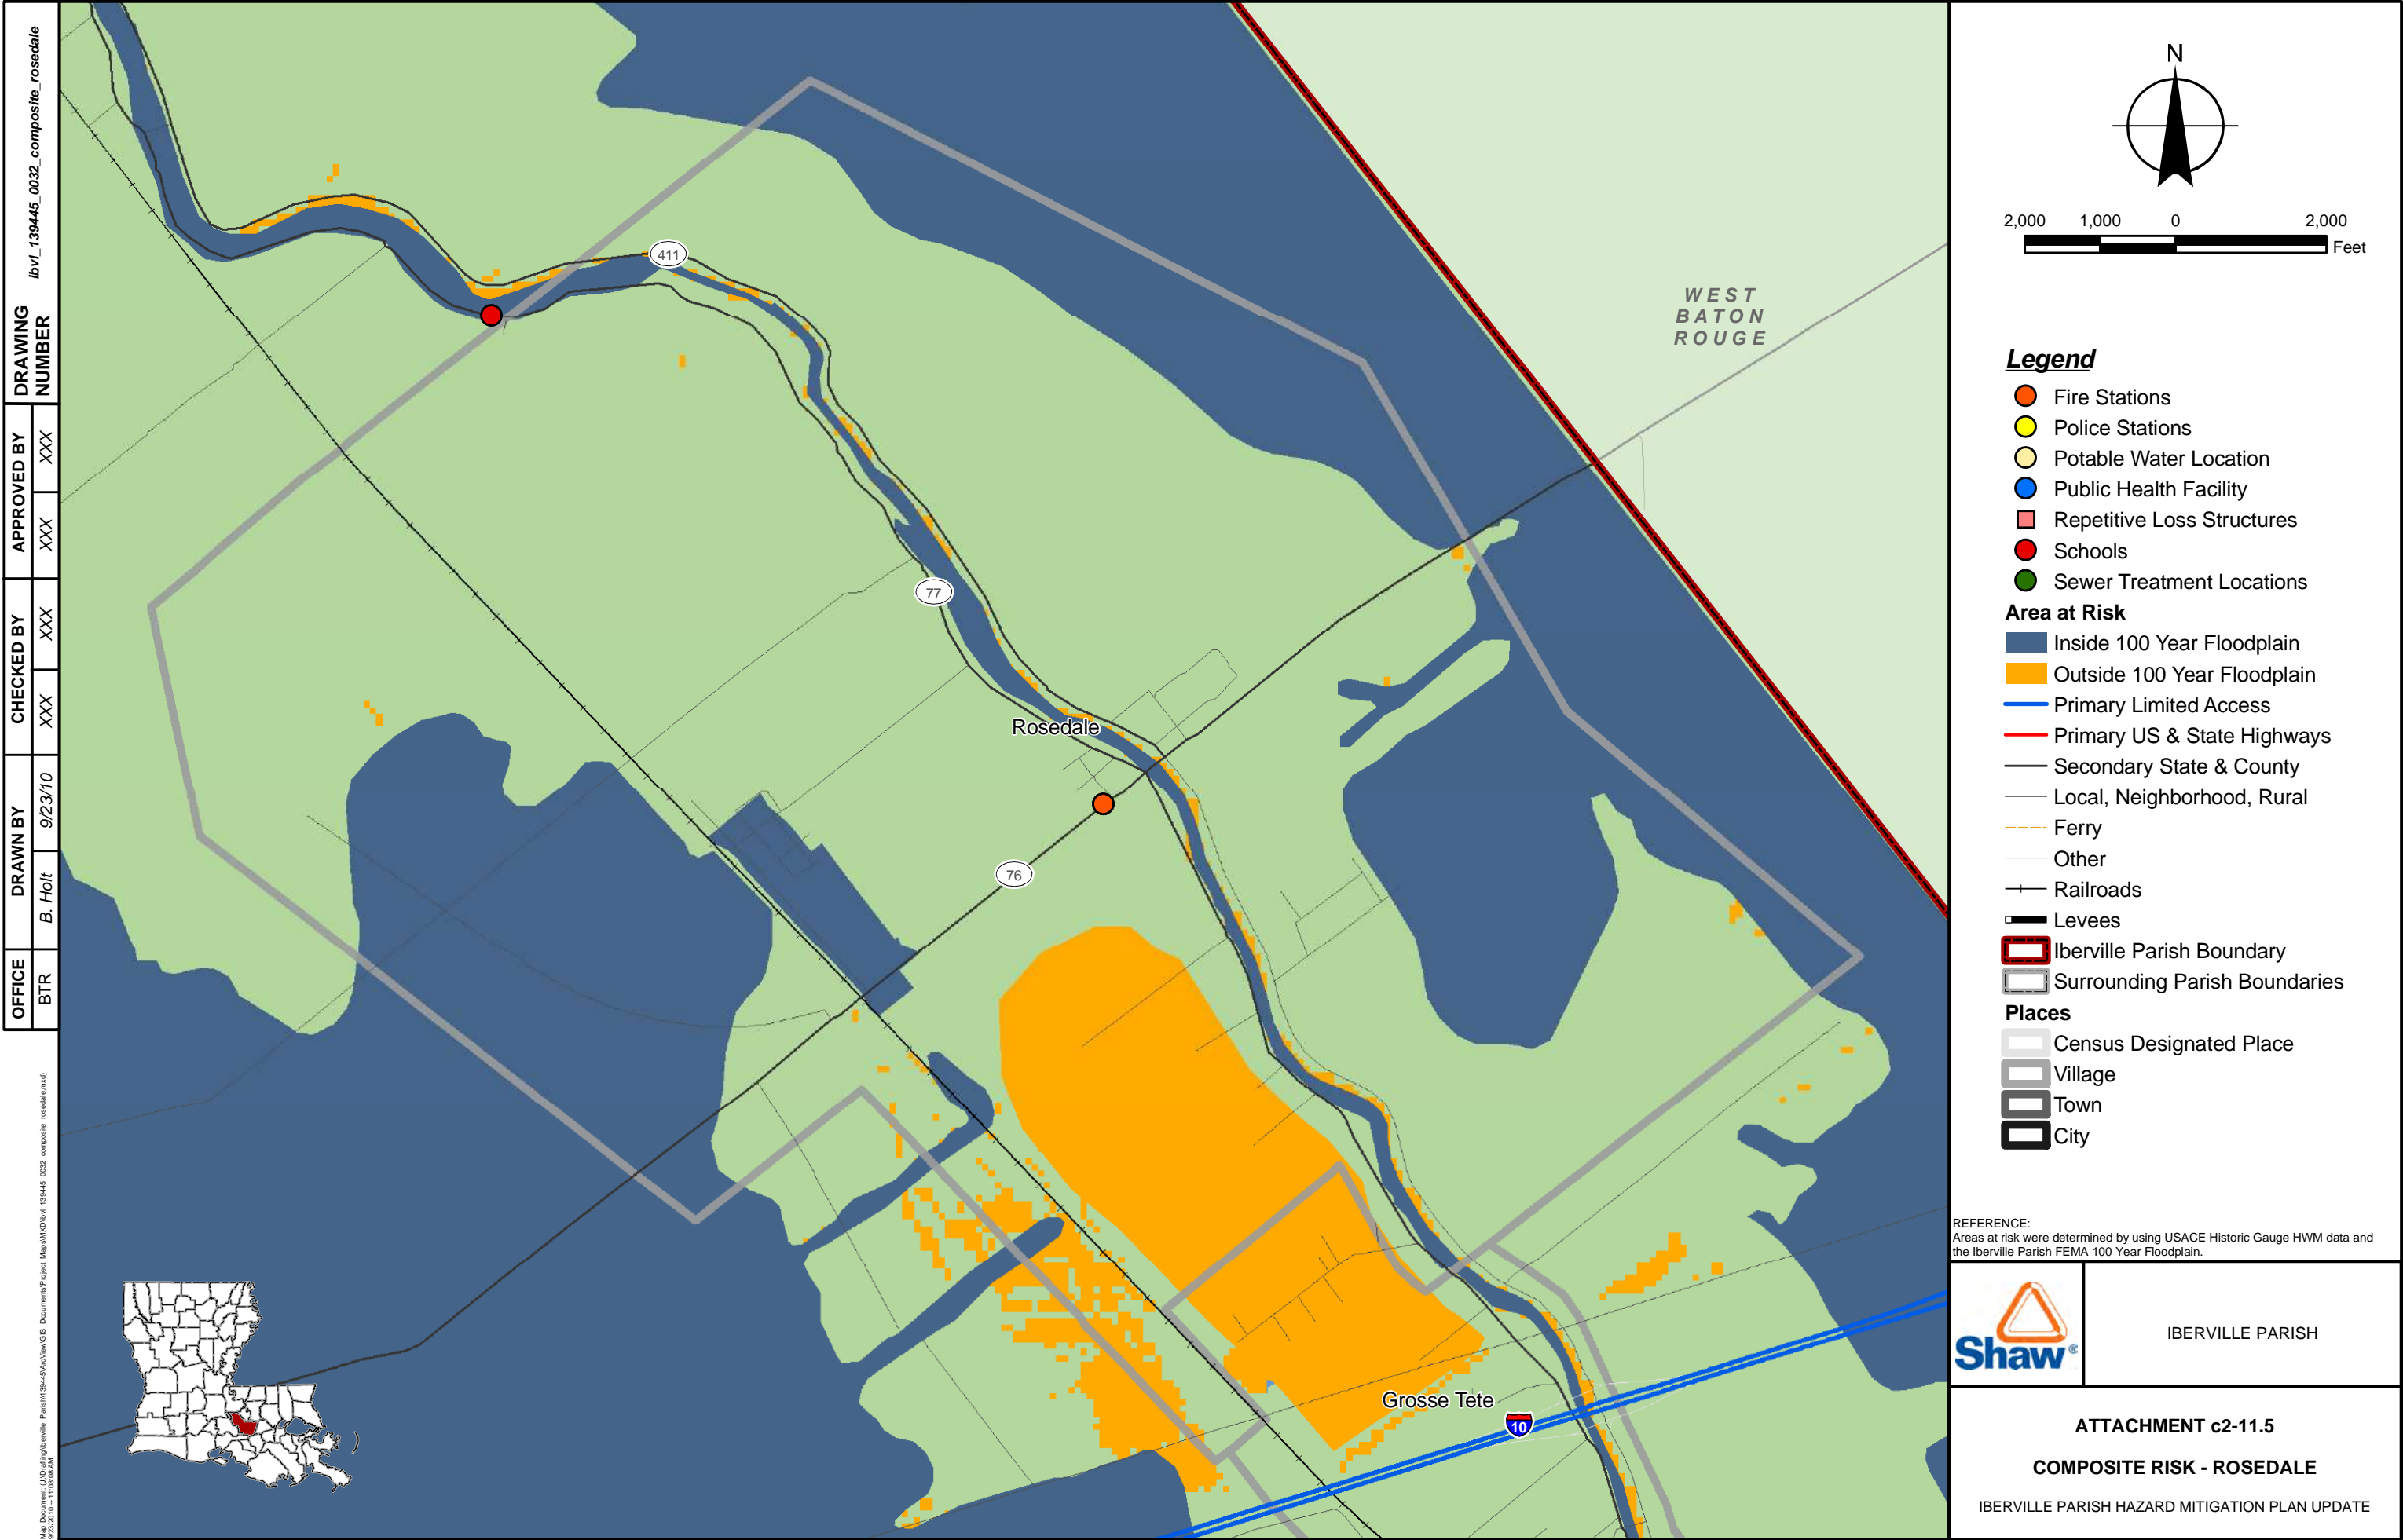 DRAWING
NUMBER
ibvl_139445_0032_composite_rosedale
APPROVED BY
XXX
XXX
CHECKED BY
XXX
XXX
DRAWN BY
9/23/10
B. Holt
OFFICE
BTR
9/23/2010 -- 11:08:08 AM
411
77
76
10
Rosedale
Grosse Tete
WEST
BATON
ROUGE
N
2,000 1,000 0 2,000
Feet
Legend
Fire Stations
Police Stations
Potable Water Location
Public Health Facility
Repetitive Loss Structures
Schools
Sewer Treatment Locations
Area at Risk
Inside 100 Year Floodplain
Outside 100 Year Floodplain
Primary Limited Access
Primary US & State Highways
Secondary State & County
Local, Neighborhood, Rural
Ferry
Other
Railroads
Levees
Iberville Parish Boundary
Surrounding Parish Boundaries
Places
Census Designated Place
Village
Town
City
REFERENCE:
Areas at risk were determined by using USACE Historic Gauge HWM data and
the Iberville Parish FEMA 100 Year Floodplain.
Shaw®
IBERVILLE PARISH
ATTACHMENT c2-11.5
COMPOSITE RISK - ROSEDALE
IBERVILLE PARISH HAZARD MITIGATION PLAN UPDATE